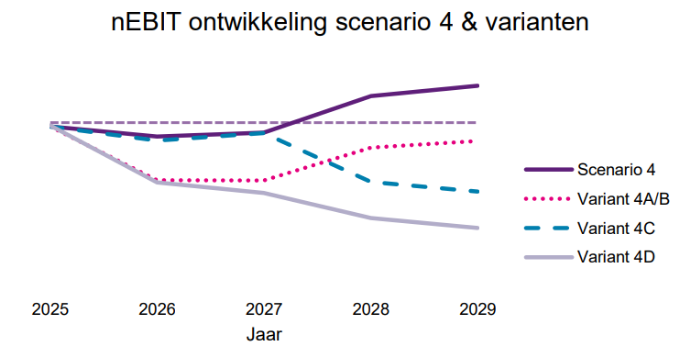 nEBIT ontwikkeling scenario 4 & varianten
Scenario 4
Variant 4A/B
Variant 4C
Variant 4D
2025 2026 2027 2028 2029
Jaar